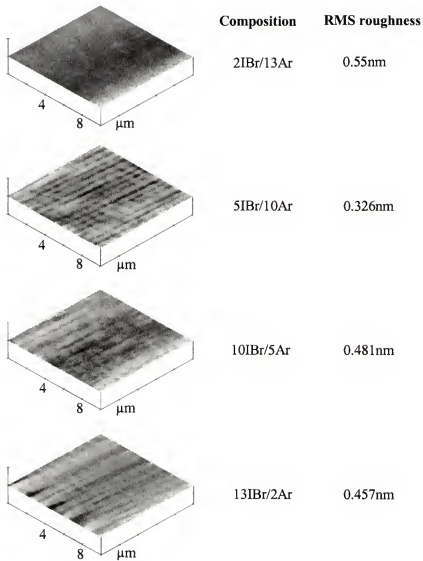 Composition RMS roughness
2IBr/13Ar 0.55nm
4
8 μm
5IBr/10Ar 0.326nm
4
8 μm
10IBr/5Ar 0.481nm
4
8 μm
13IBr/2Ar 0.457nm
4
8 μm